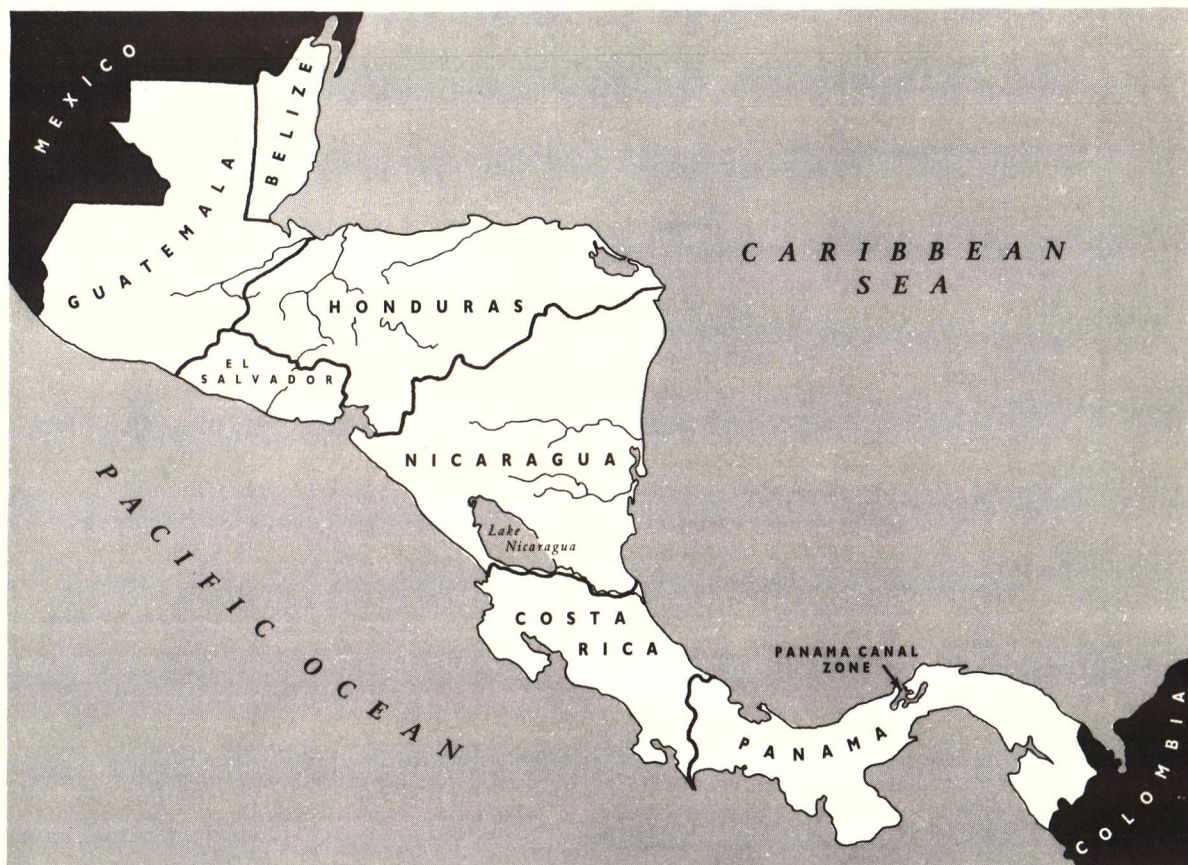 MEXICO
BELIZE
GUATEMALA
CARIBBEAN
SEA
HONDURAS
EL
SALVADOR
NICARAGUA
PACIFIC OCEAN
Lake
Nicaragua
COSTA
RICA
PANAMA CANAL
ZONE
PANAMA
COLOMBIA